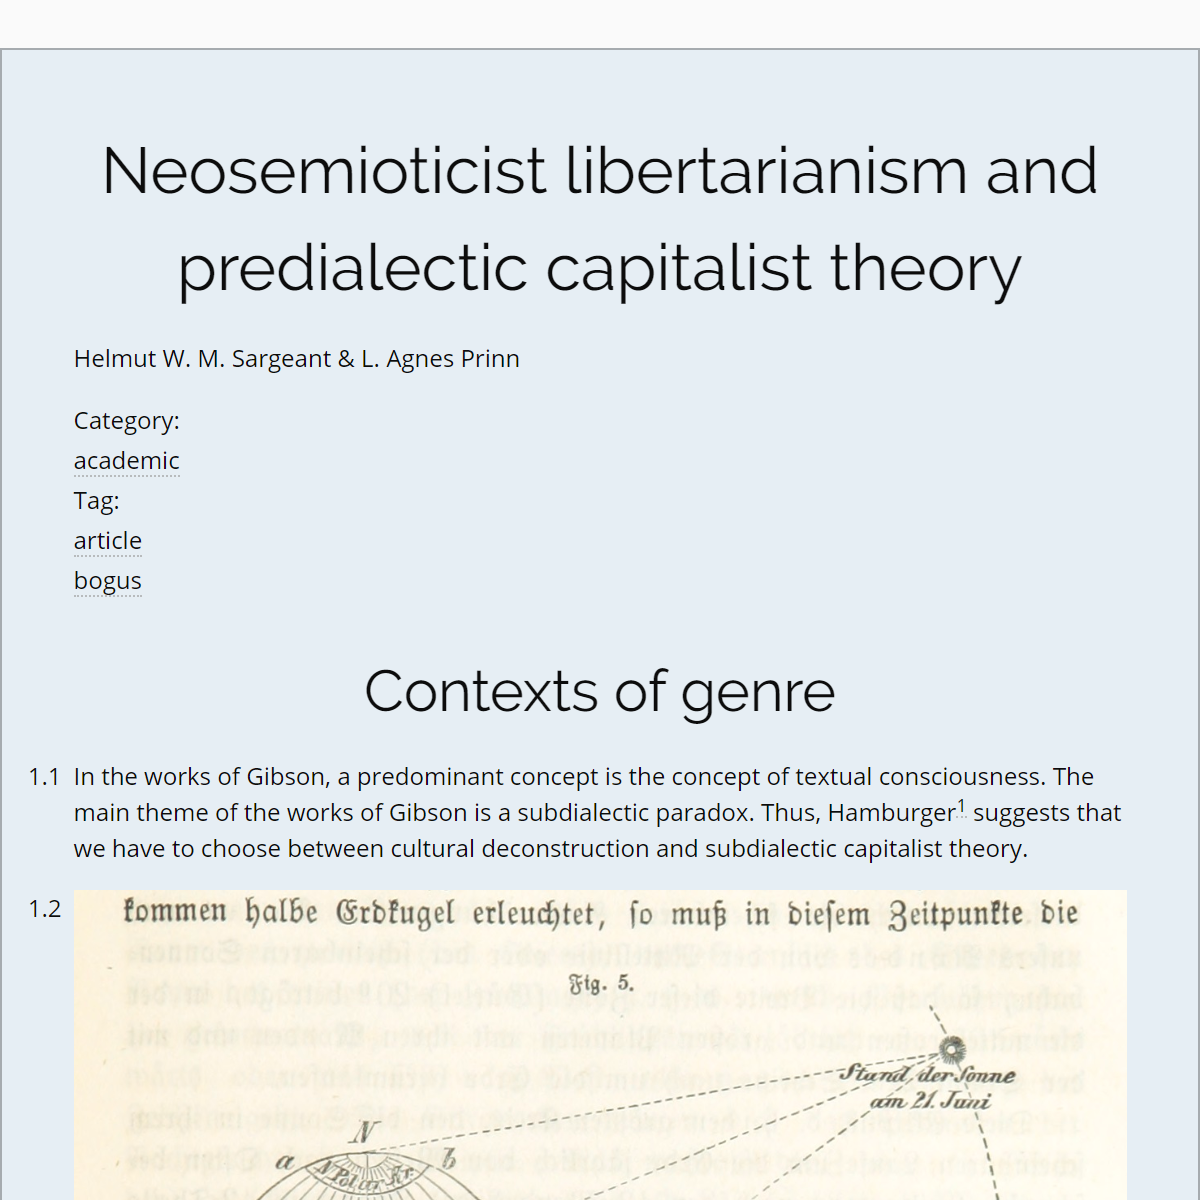 Neosemioticist libertarianism and
predialectic capitalist theory
Helmut W. M. Sargeant & L. Agnes Prinn
Category:
academic
Tag:
article
bogus
Contexts of genre
1.1 In the works of Gibson, a predominant concept is the concept of textual consciousness. The
main theme of the works of Gibson is a subdialectic paradox. Thus, Hamburger1 suggests that
we have to choose between cultural deconstruction and subdialectic capitalist theory.
1.2 kommen halbe Erdkugel erleuchtet, ſo muß in dieſem Zeitpunkte die
Fig. 5.
Stand der Sonne
am 21. Juni
N
a b
N Polar Kr.